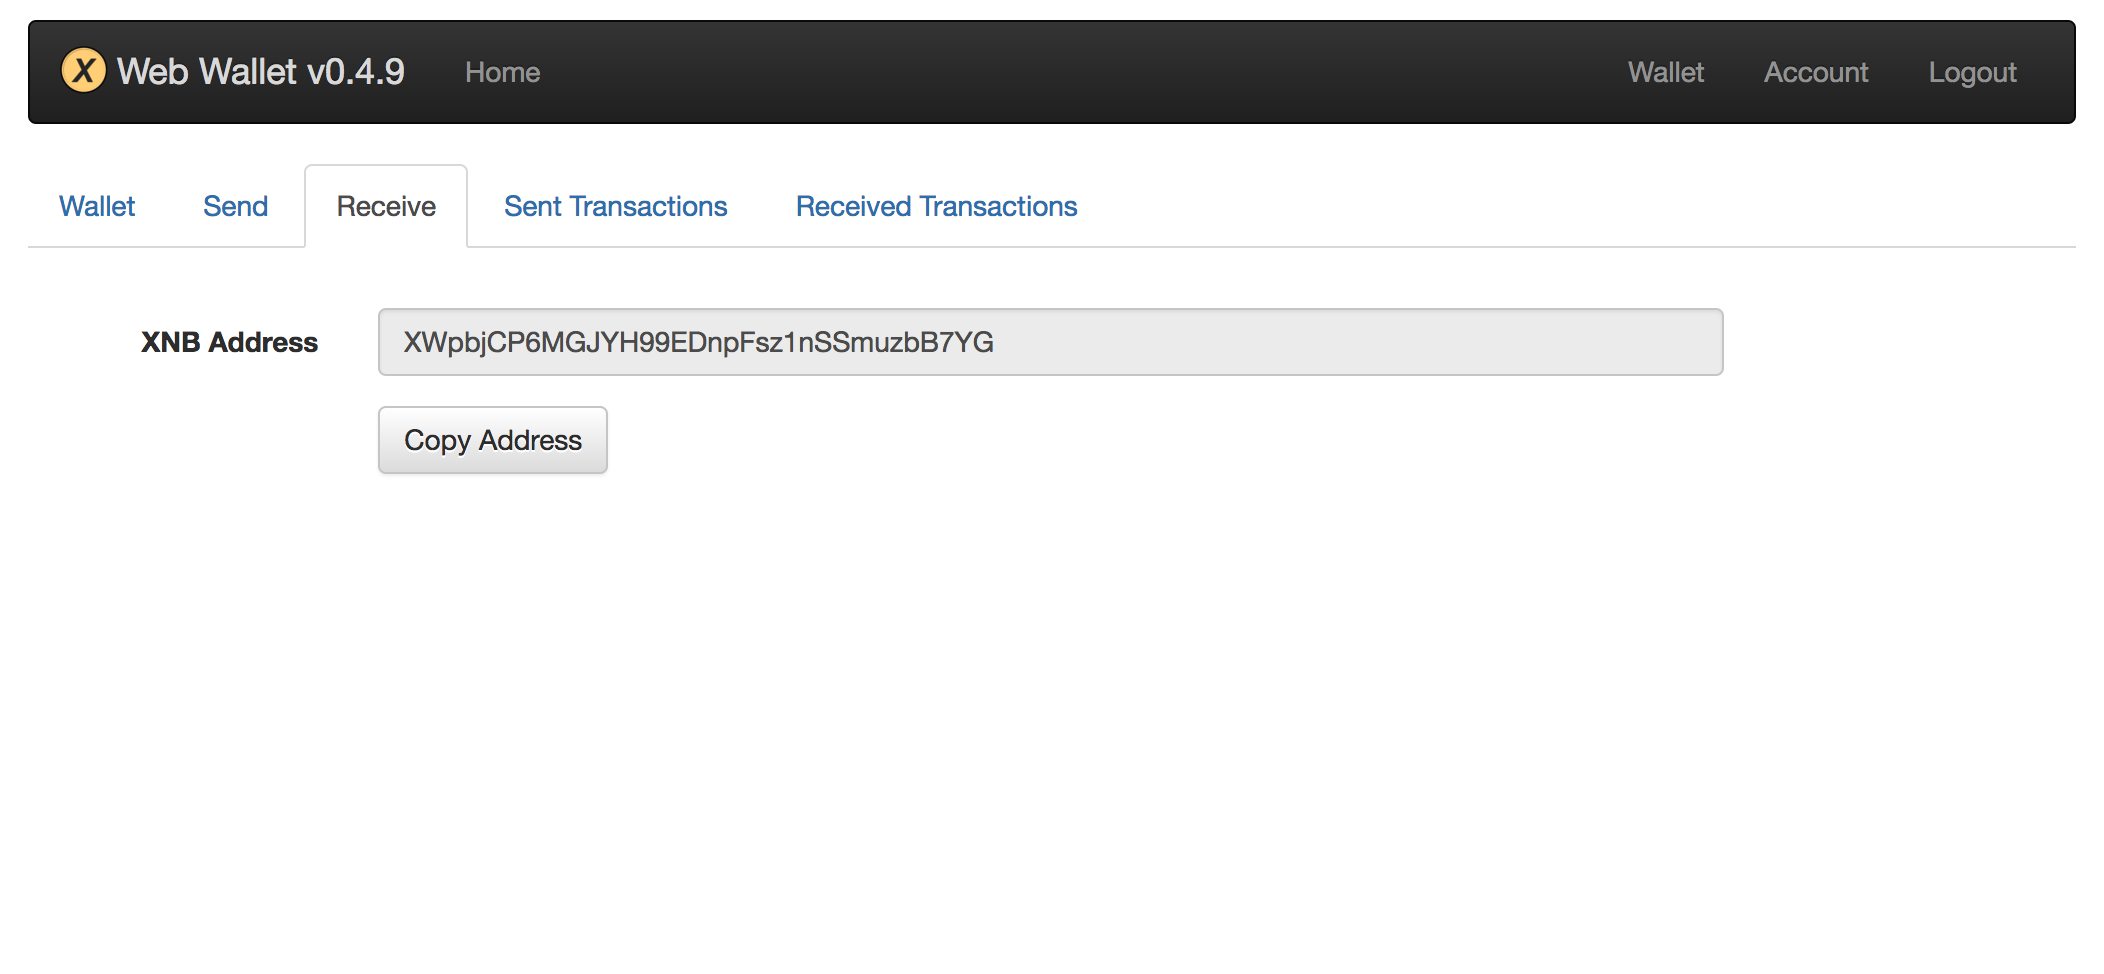 X Web Wallet v0.4.9 Home Wallet Account Logout
Wallet Send Receive Sent Transactions Received Transactions
XNB Address XWpbjCP6MGJYH99EDnpFsz1nSSmuzbB7YG
Copy Address